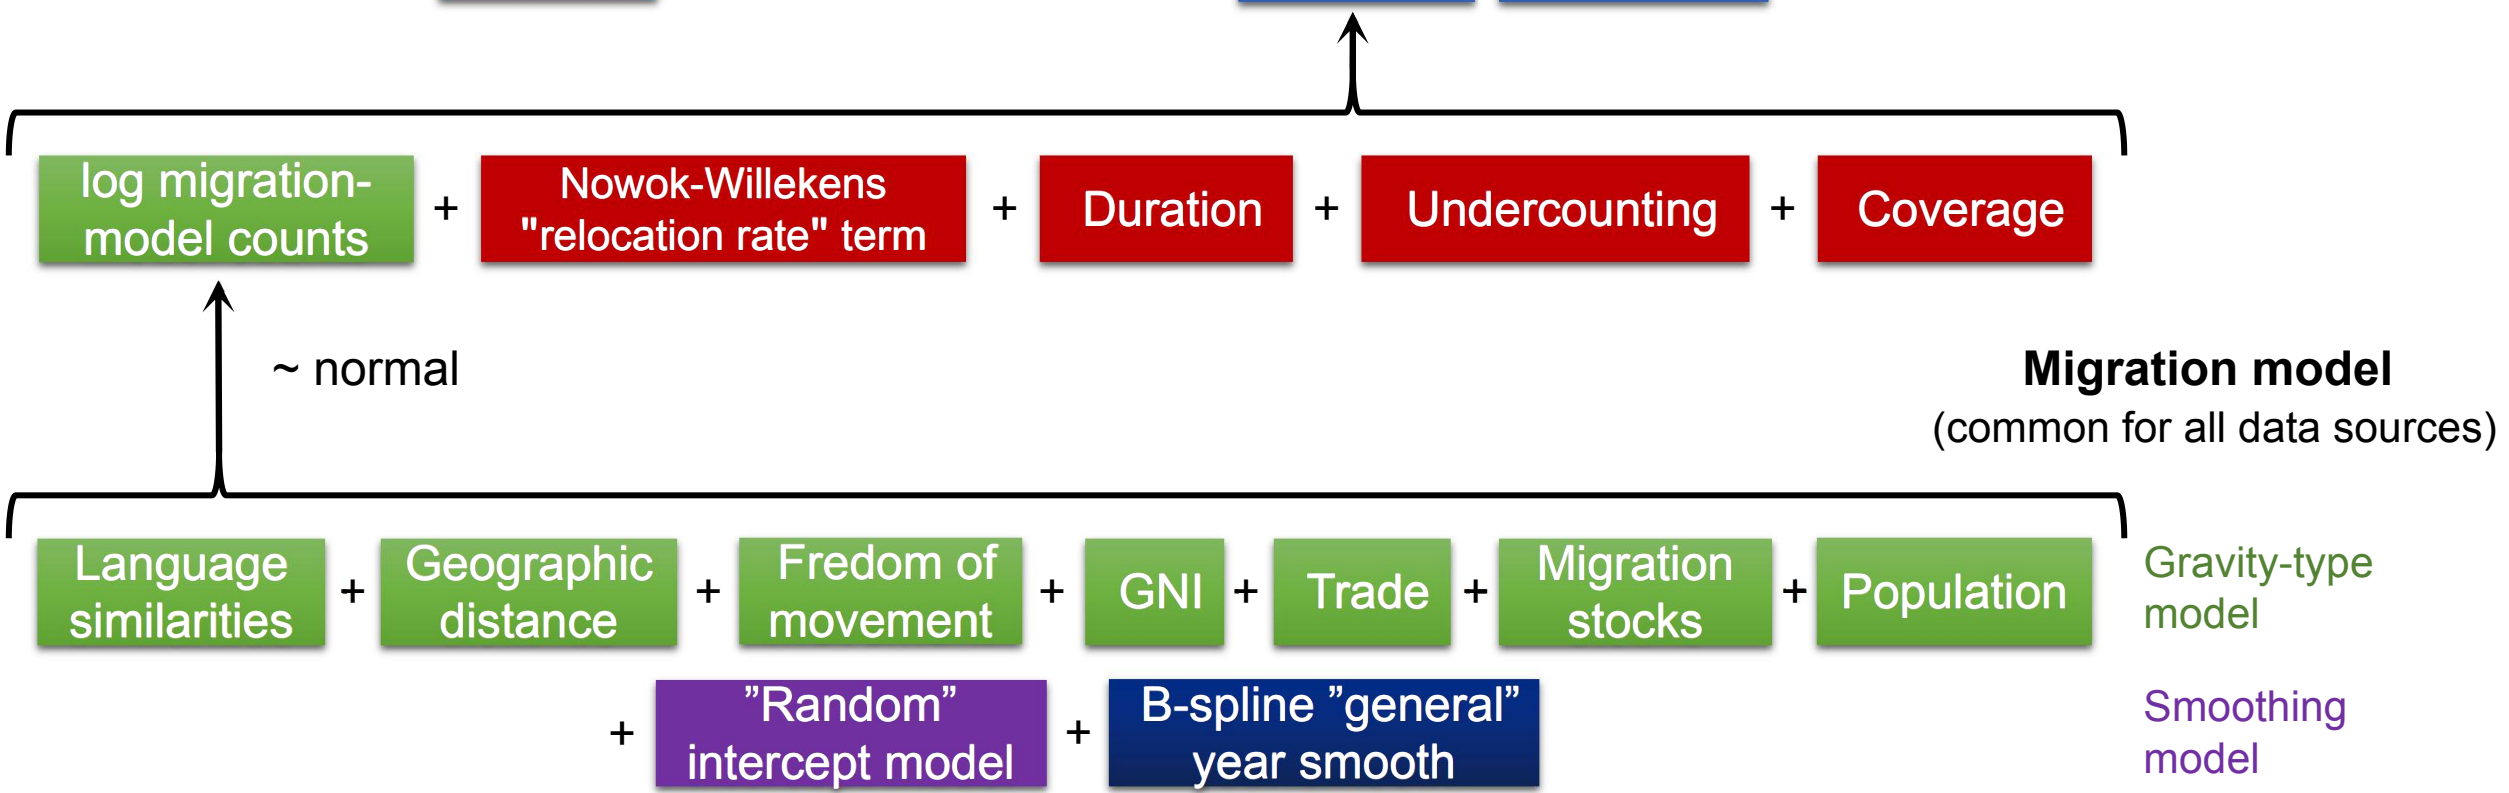 log migration-
model counts
+
Nowok-Willekens
"relocation rate" term
+
Duration
+
Undercounting
+
Coverage
~ normal
Migration model
(common for all data sources)
Language
similarities
+
Geographic
distance
+
Fredom of
movement
+
GNI
+
Trade
+
Migration
stocks
+
Population
Gravity-type
model
+
”Random”
intercept model
+
B-spline ”general”
year smooth
Smoothing
model